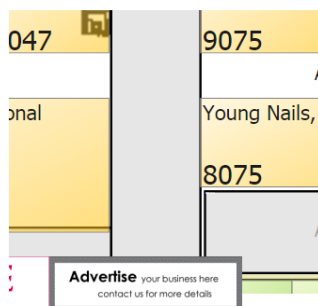 047
9075
onal
Young Nails,
8075
Advertise your business here
contact us for more details